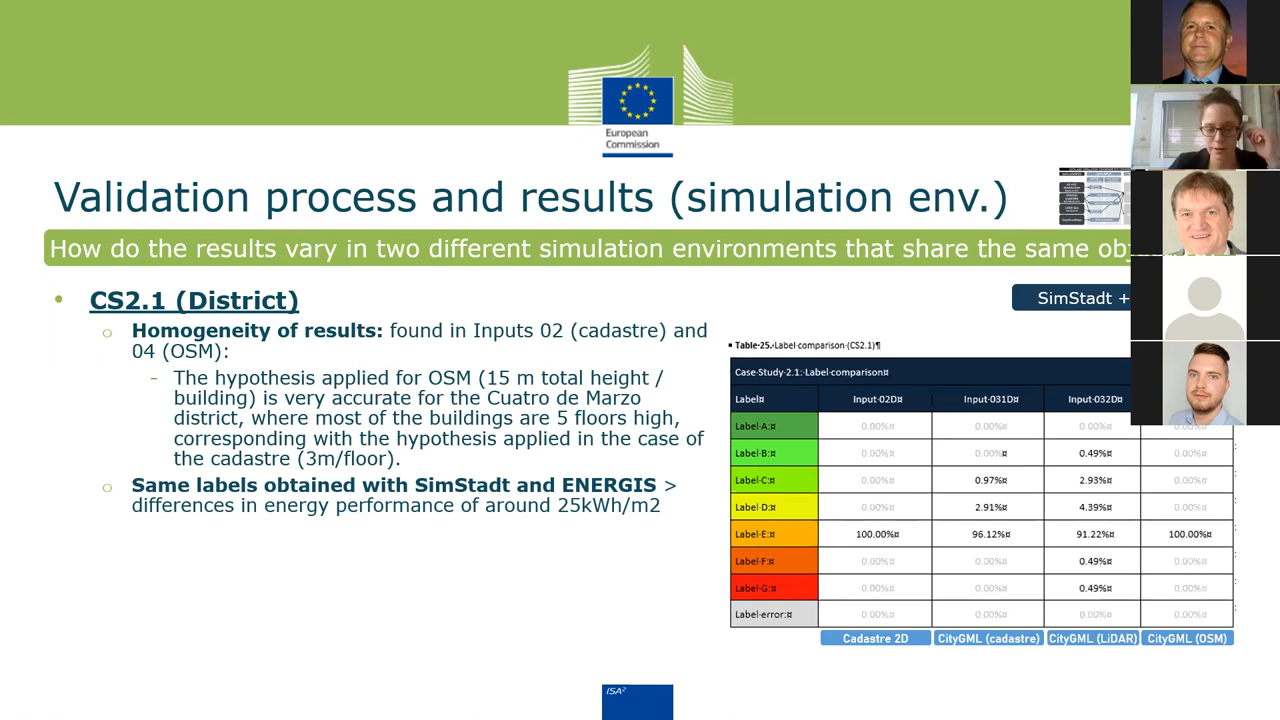 European
Commission
Validation process and results (simulation env.)
How do the results vary in two different simulation environments that share the same
• CS2.1 (District)
SimStadt +
o Homogeneity of results: found in Inputs 02 (cadastre) and
04 (OSM):
- The hypothesis applied for OSM (15 m total height /
building) is very accurate for the Cuatro de Marzo
district, where most of the buildings are 5 floors high,
corresponding with the hypothesis applied in the case of
the cadastre (3m/floor).
o Same labels obtained with SimStadt and ENERGIS >
differences in energy performance of around 25kWh/m2
▪ Table·25.·Label·comparison·(CS2.1)¶
Case·Study·2.1:·Label·comparison¤
Label¤ Input·02D¤ Input·031D¤ Input·032D¤
Label·A:¤ 0.00%¤ 0.00%¤ 0.00%¤ 0.00%¤
Label·B:¤ 0.00%¤ 0.00%¤ 0.49%¤ 0.00%¤
Label·C:¤ 0.00%¤ 0.97%¤ 2.93%¤ 0.00%¤
Label·D:¤ 0.00%¤ 2.91%¤ 4.39%¤ 0.00%¤
Label·E:¤ 100.00%¤ 96.12%¤ 91.22%¤ 100.00%¤
Label·F:¤ 0.00%¤ 0.00%¤ 0.49%¤ 0.00%¤
Label·G:¤ 0.00%¤ 0.00%¤ 0.49%¤ 0.00%¤
Label·error:¤ 0.00%¤ 0.00%¤ 0.00%¤ 0.00%¤
Cadastre 2D CityGML (cadastre) CityGML (LiDAR) CityGML (OSM)
ISA²